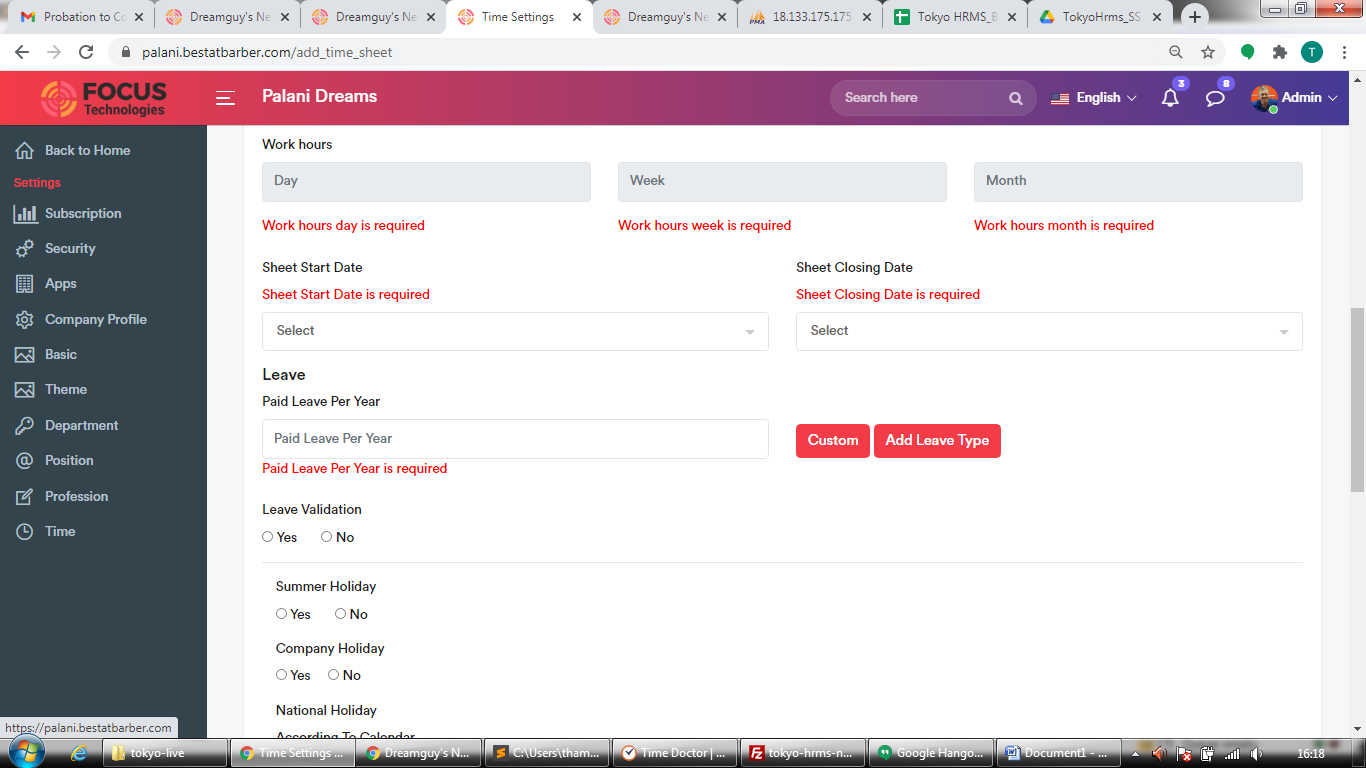 Probation to Co
Dreamguy's Ne
Dreamguy's Ne
Time Settings
Dreamguy's Ne
18.133.175.175
Tokyo HRMS_B
TokyoHrms_SS
palani.bestatbarber.com/add_time_sheet
T
FOCUS
Technologies
Palani Dreams
Search here
English
3
8
Admin
Back to Home
Settings
Subscription
Security
Apps
Company Profile
Basic
Theme
Department
Position
Profession
Time
Work hours
Day
Week
Month
Work hours day is required
Work hours week is required
Work hours month is required
Sheet Start Date
Sheet Closing Date
Sheet Start Date is required
Sheet Closing Date is required
Select
Select
Leave
Paid Leave Per Year
Paid Leave Per Year
Custom
Add Leave Type
Paid Leave Per Year is required
Leave Validation
Yes No
Summer Holiday
Yes No
Company Holiday
Yes No
National Holiday
According To Calendar
https://palani.bestatbarber.com
tokyo-live
Time Settings ...
Dreamguy's N...
C:\Users\tham...
Time Doctor | ...
tokyo-hrms-n...
Google Hango...
Document1 - ...
16:18